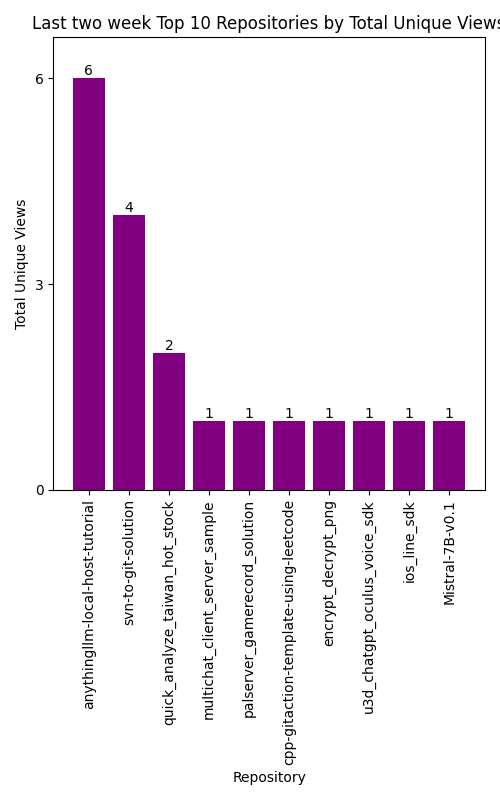 Last two week Top 10 Repositories by Total Unique Views
6
4
2
1
1
1
1
1
1
1
6
3
0
Total Unique Views
anythingllm-local-host-tutorial
svn-to-git-solution
quick_analyze_taiwan_hot_stock
multichat_client_server_sample
palserver_gamerecord_solution
cpp-gitaction-template-using-leetcode
encrypt_decrypt_png
u3d_chatgpt_oculus_voice_sdk
ios_line_sdk
Mistral-7B-v0.1
Repository